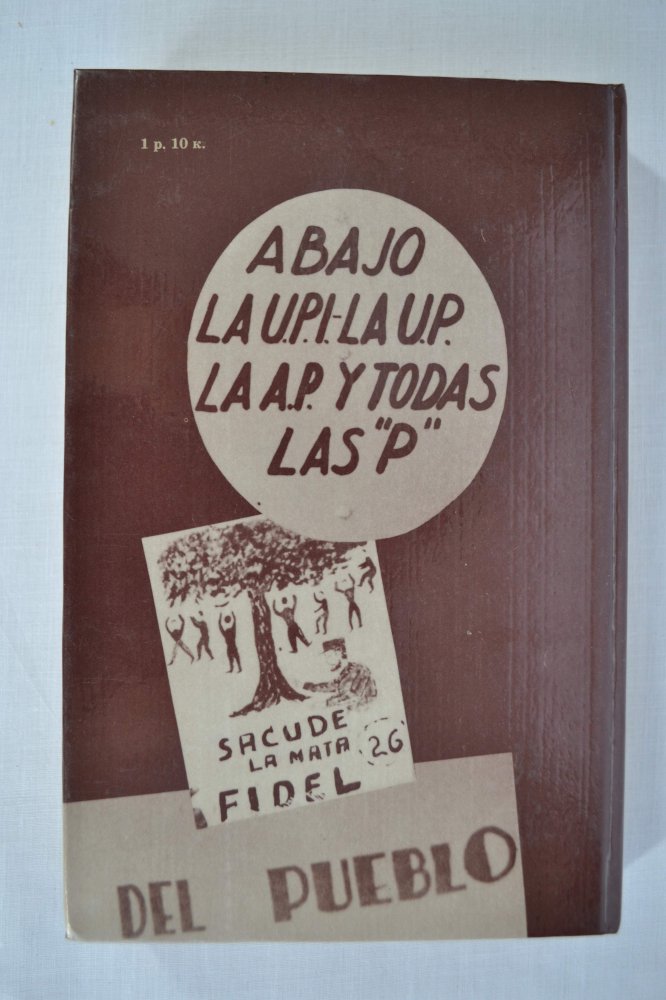 1 р. 10 к.
ABAJO
LA U.P.I.-LA U.P.
LA A.P. Y TODAS
LAS "P"
SACUDE
LA MATA
26
FIDEL
DEL PUEBLO